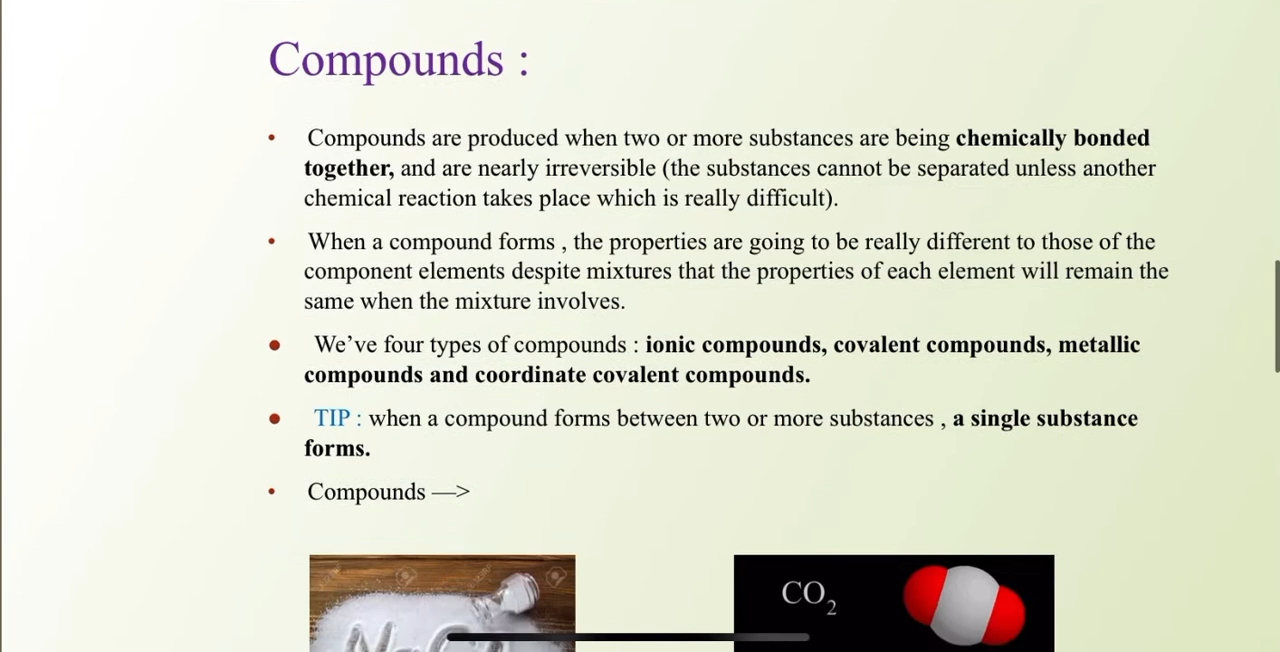 Compounds :
• Compounds are produced when two or more substances are being chemically bonded
together, and are nearly irreversible (the substances cannot be separated unless another
chemical reaction takes place which is really difficult).
• When a compound forms , the properties are going to be really different to those of the
component elements despite mixtures that the properties of each element will remain the
same when the mixture involves.
• We’ve four types of compounds : ionic compounds, covalent compounds, metallic
compounds and coordinate covalent compounds.
• TIP : when a compound forms between two or more substances , a single substance
forms.
• Compounds —>
CO2